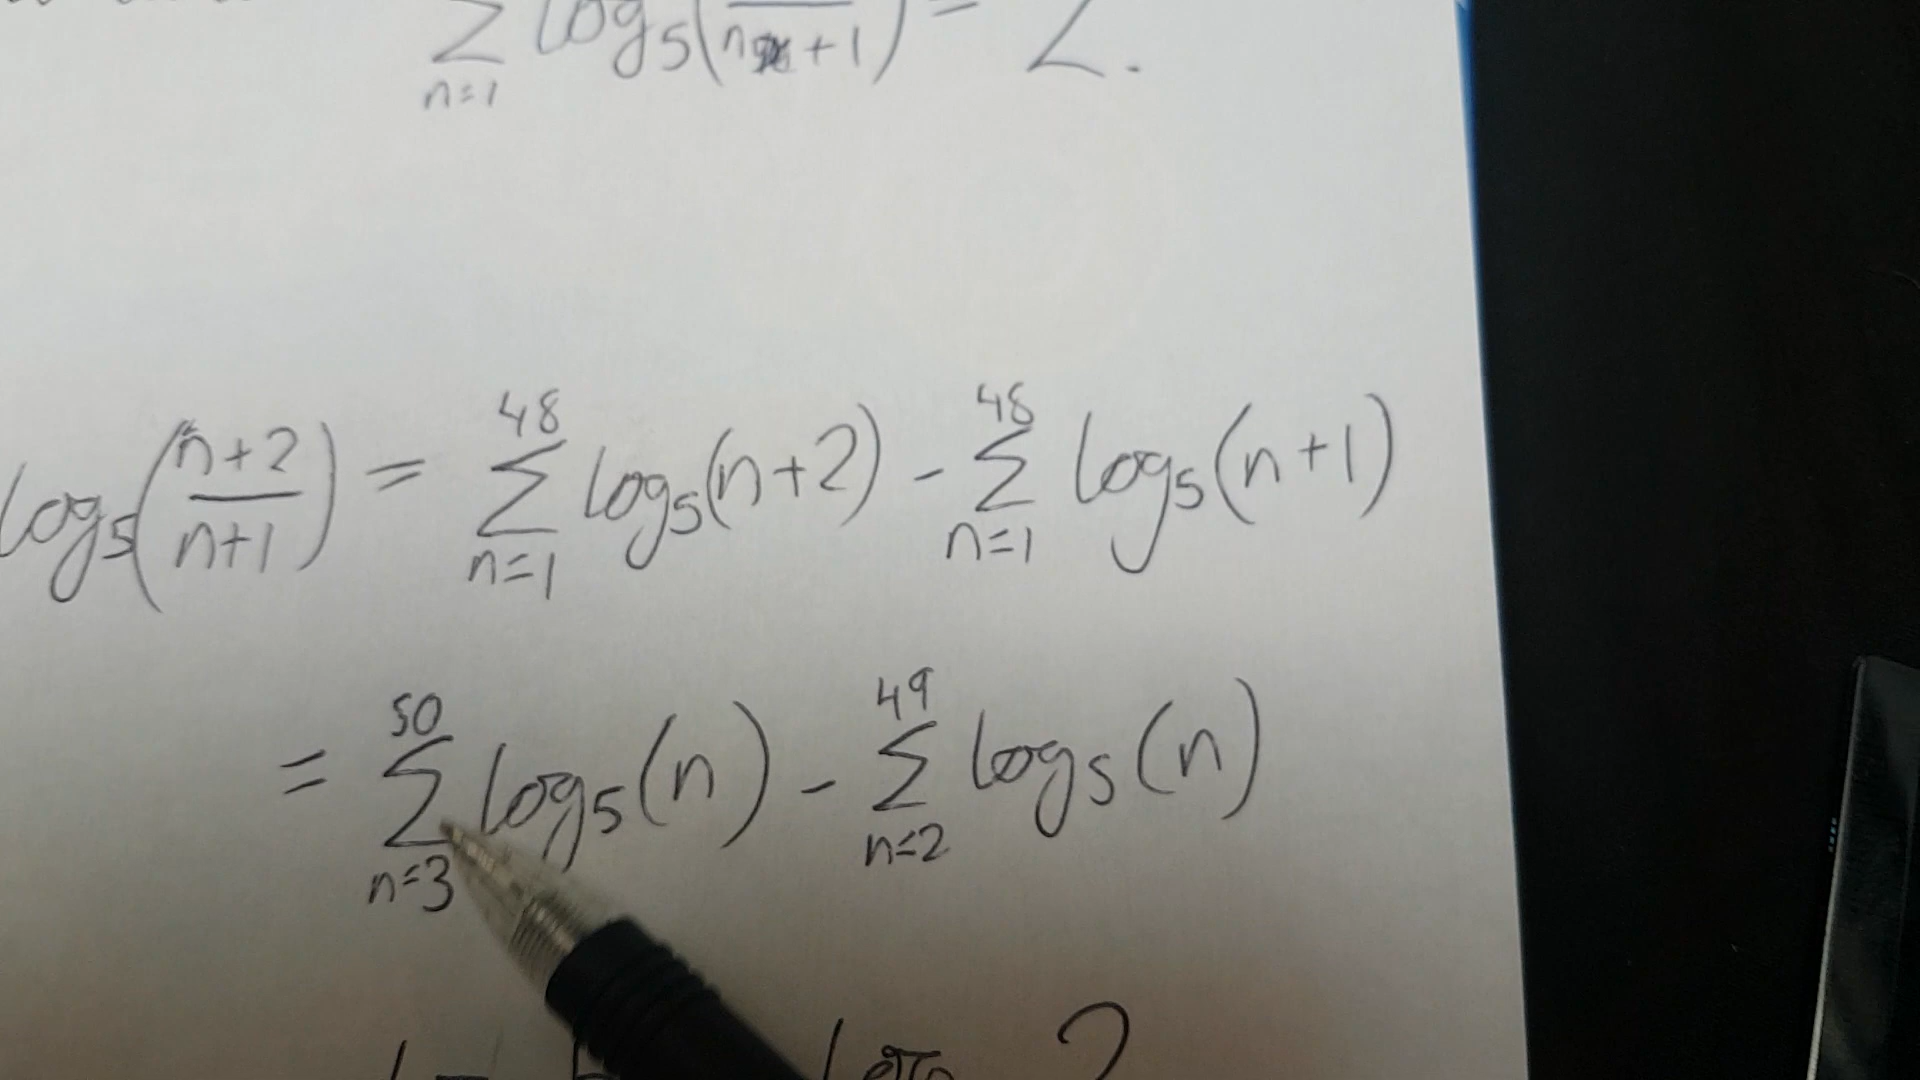 ∑ n=1 log₅(n+1) = 2.
log₅((n+2)/(n+1)) = ∑_{n=1}^{48} log₅(n+2) - ∑_{n=1}^{48} log₅(n+1)
= ∑_{n=3}^{50} log₅(n) - ∑_{n=2}^{49} log₅(n)